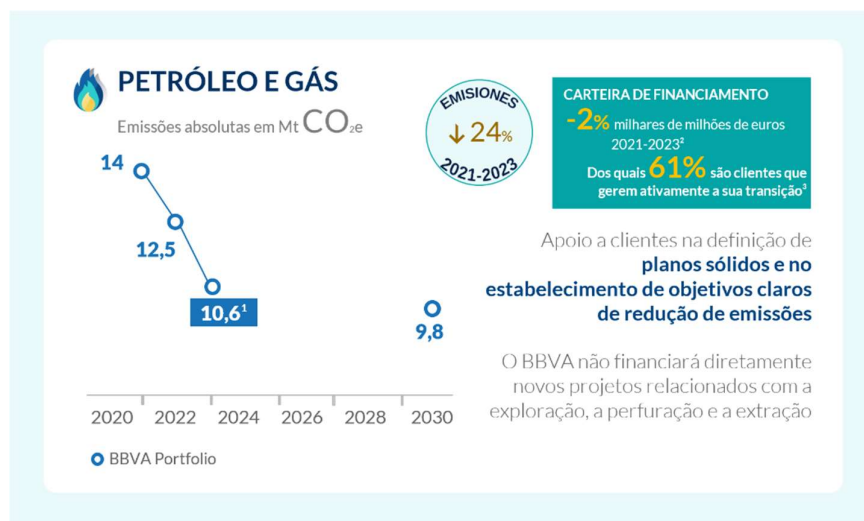 PETRÓLEO E GÁS
Emissões absolutas em Mt CO₂e
14
12,5
10,6¹
9,8
2020 2022 2024 2026 2028 2030
BBVA Portfolio
EMISIONES
↓ 24%
2021-2023
CARTEIRA DE FINANCIAMENTO
-2% milhares de milhões de euros
2021-2023²
Dos quais 61% são clientes que
gerem ativamente a sua transição³
Apoio a clientes na definição de
planos sólidos e no
estabelecimento de objetivos claros
de redução de emissões
O BBVA não financiará diretamente
novos projetos relacionados com a
exploração, a perfuração e a extração